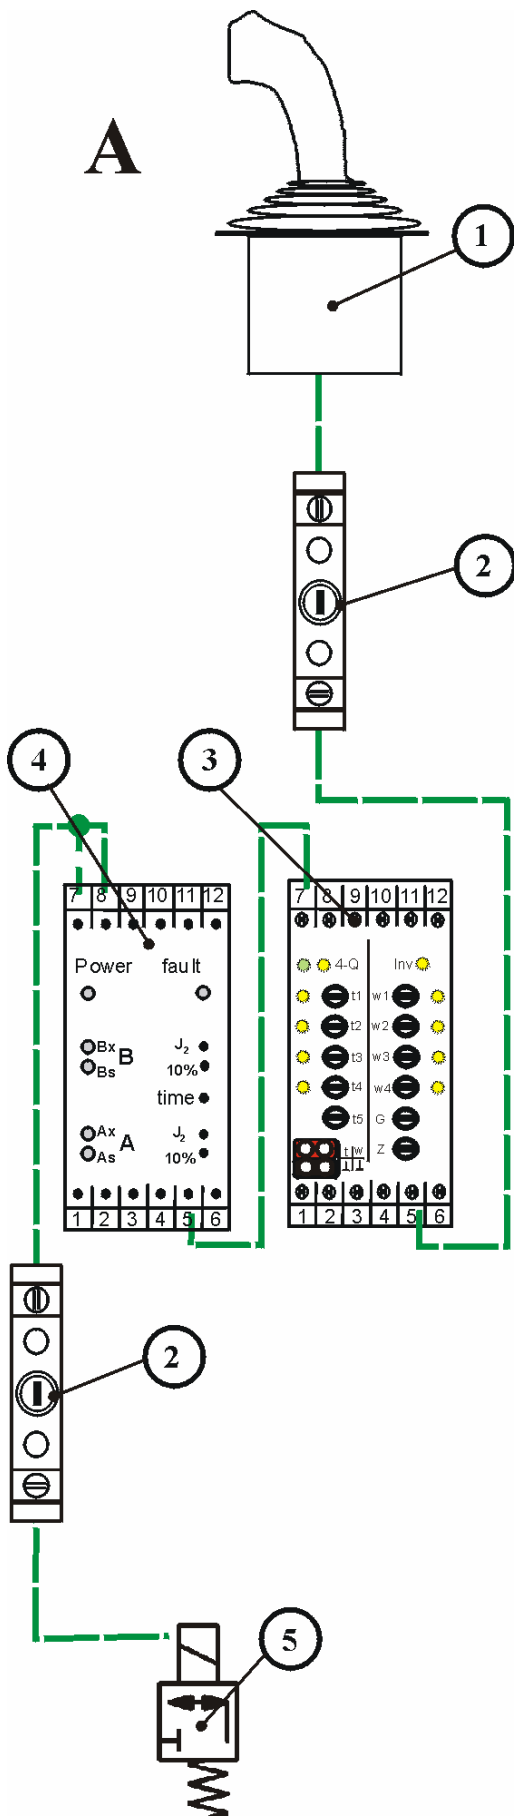 A
1
2
4
3
7 8 9 10 11 12
7 8 9 10 11 12
Power fault
4-Q Inv
t1 w1
t2 w2
t3 w3
t4 w4
t5 G
Z
t w
Bx B J2
Bs 10%
time
Ax A J2
As 10%
1 2 3 4 5 6
1 2 3 4 5 6
2
5